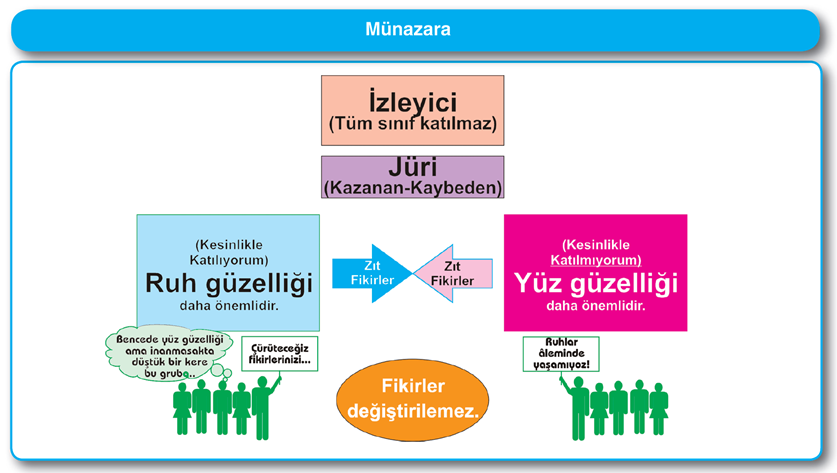 Münazara
İzleyici
(Tüm sınıf katılmaz)
Jüri
(Kazanan-Kaybeden)
(Kesinlikle
Katılıyorum)
Ruh güzelliği
daha önemlidir.
Zıt
Fikirler
Zıt
Fikirler
(Kesinlikle
Katılmıyorum)
Yüz güzelliği
daha önemlidir.
Bencede yüz güzelliği
ama inanmasakta
düştük bir kere
bu gruba..
Çürüteceğiz
fikirlerinizi...
Ruhlar
âleminde
yaşamıyoz!
Fikirler
değiştirilemez.